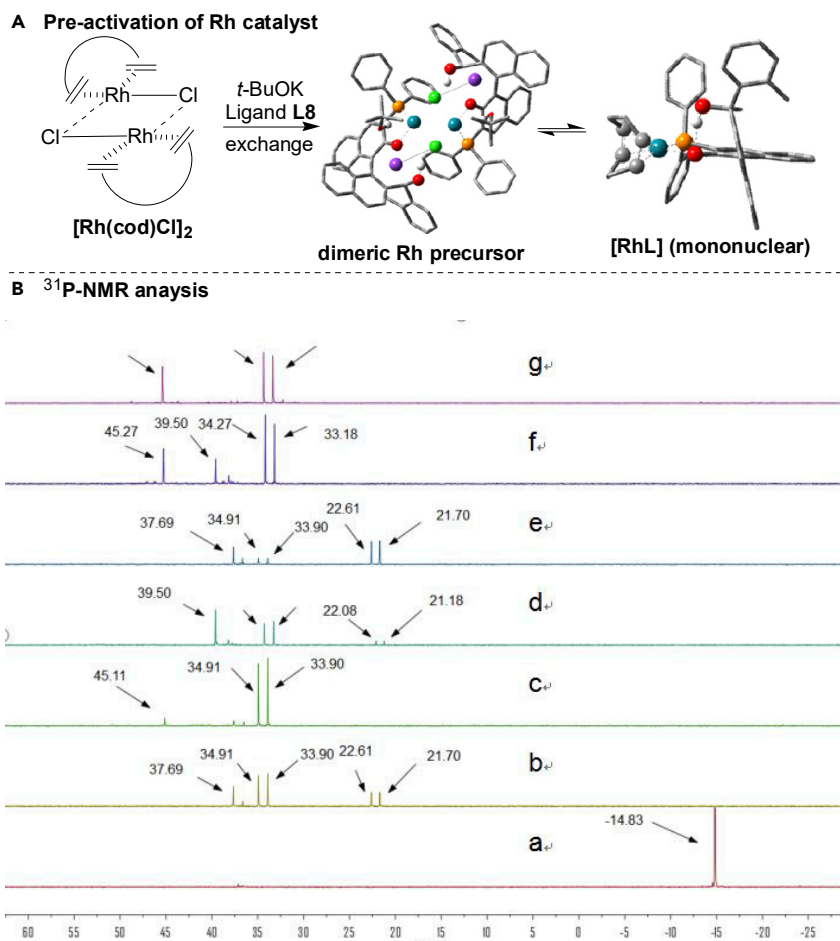 A Pre-activation of Rh catalyst
Rh Cl
Cl Rh
[Rh(cod)Cl]2
t-BuOK
Ligand L8
exchange
dimeric Rh precursor
[RhL] (mononuclear)
B 31P-NMR anaysis
g
45.27 39.50 34.27 33.18 f
37.69 34.91 33.90 22.61 21.70 e
39.50 22.08 21.18 d
45.11 34.91 33.90 c
37.69 34.91 33.90 22.61 21.70 b
a -14.83
60 55 50 45 40 35 30 25 20 15 10 5 0 -5 -10 -15 -20 -25